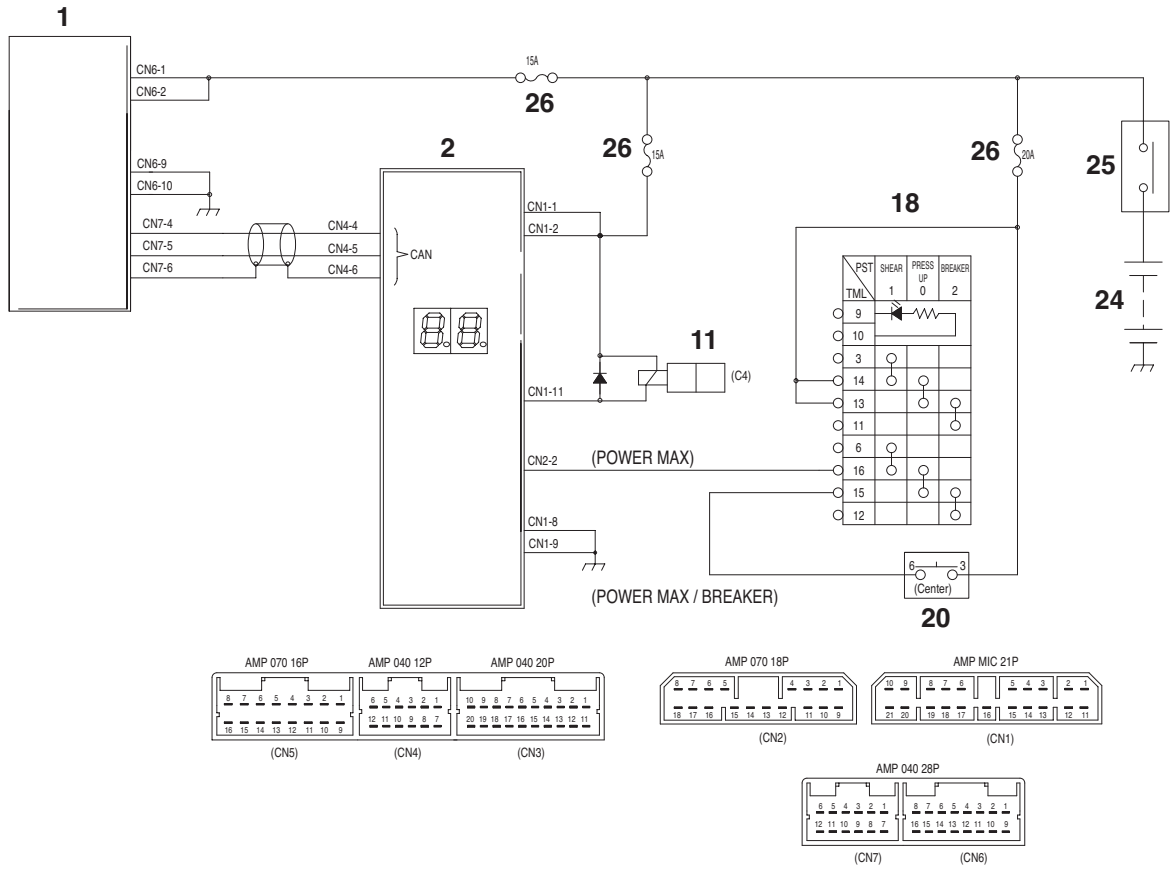 1
CN6-1
CN6-2
15A
26
CN6-9
CN6-10
2
26
15A
26
20A
25
18
CN7-4
CN7-5
CN7-6
CN4-4
CN4-5
CN4-6
CAN
CN1-1
CN1-2
PST
TML
SHEAR
1
PRESS
UP
0
BREAKER
2
24
9
10
3
14
13
11
6
16
15
12
88
11
(C4)
CN1-11
CN2-2
(POWER MAX)
CN1-8
CN1-9
(POWER MAX / BREAKER)
6 3
(Center)
20
AMP 070 16P AMP 040 12P AMP 040 20P
8 7 6 5 4 3 2 1
16 15 14 13 12 11 10 9
(CN5)
6 5 4 3 2 1
12 11 10 9 8 7
(CN4)
10 9 8 7 6 5 4 3 2 1
20 19 18 17 16 15 14 13 12 11
(CN3)
AMP 070 18P
8 7 6 5 4 3 2 1
18 17 16 15 14 13 12 11 10 9
(CN2)
AMP MIC 21P
10 9 8 7 6 5 4 3 2 1
21 20 19 18 17 16 15 14 13 12 11
(CN1)
AMP 040 28P
6 5 4 3 2 1
12 11 10 9 8 7
(CN7)
8 7 6 5 4 3 2 1
16 15 14 13 12 11 10 9
(CN6)